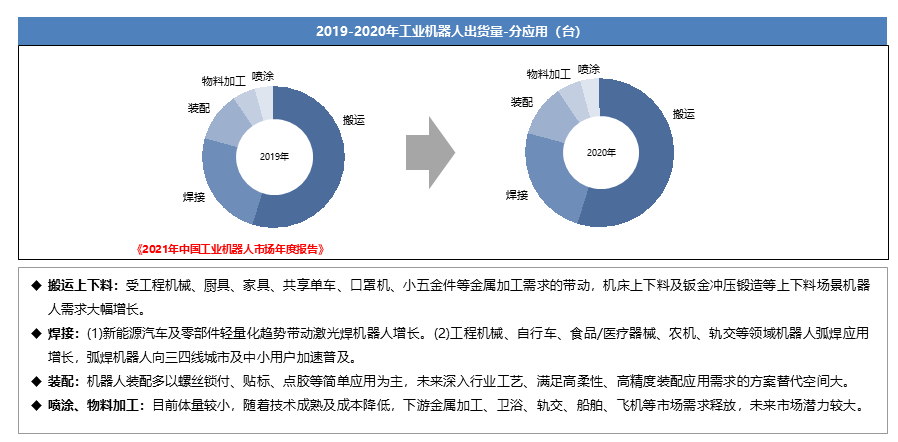 2019-2020年工业机器人出货量-分应用（台）
物料加工
喷涂
装配
搬运
2019年
焊接
物料加工
喷涂
装配
搬运
2020年
焊接
《2021年中国工业机器人市场年度报告》
◆ 搬运上下料：受工程机械、厨具、家具、共享单车、口罩机、小五金件等金属加工需求的带动，机床上下料及钣金冲压锻造等上下料场景机器
人需求大幅增长。
◆ 焊接：(1)新能源汽车及零部件轻量化趋势带动激光焊机器人增长。(2)工程机械、自行车、食品/医疗器械、农机、轨交等领域机器人弧焊应用
增长，弧焊机器人向三四线城市及中小用户加速普及。
◆ 装配：机器人装配多以螺丝锁付、贴标、点胶等简单应用为主，未来深入行业工艺、满足高柔性、高精度装配应用需求的方案替代空间大。
◆ 喷涂、物料加工：目前体量较小，随着技术成熟及成本降低，下游金属加工、卫浴、轨交、船舶、飞机等市场需求释放，未来市场潜力较大。